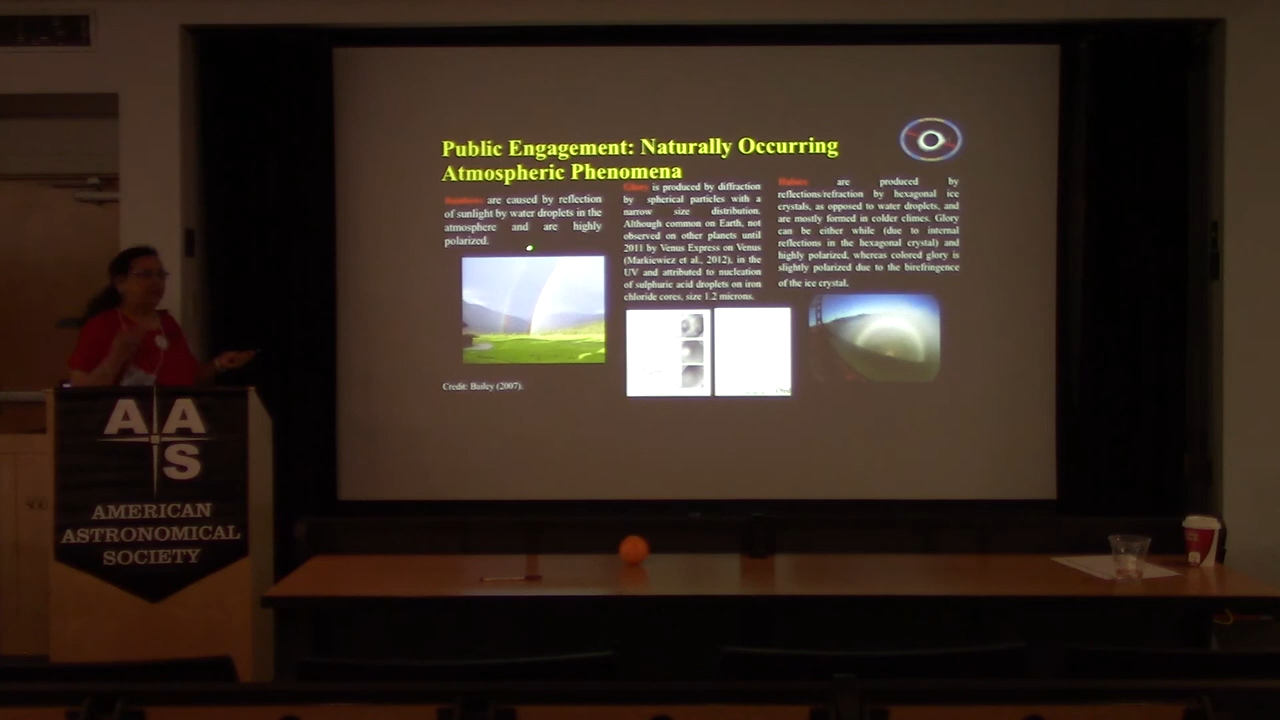 Public Engagement: Naturally Occurring
Atmospheric Phenomena
are caused by reflection
of sunlight by water droplets in the
atmosphere and are highly
polarized.
Credit: Bailey (2007).
Glory is produced by diffraction
by spherical particles with a
narrow size distribution.
Although common on Earth, not
observed on other planets until
2011 by Venus Express on Venus
(Markiewicz et al., 2012), in the
UV and attributed to nucleation
of sulphuric acid droplets on iron
chloride cores, size 1.2 microns.
Haloes are produced by
reflections/refraction by hexagonal ice
crystals, as opposed to water droplets, and
are mostly formed in colder climes. Glory
can be either while (due to internal
reflections in the hexagonal crystal) and
highly polarized, whereas colored glory is
slightly polarized due to the birefringence
of the ice crystal.
AA
S
AMERICAN
ASTRONOMICAL
SOCIETY